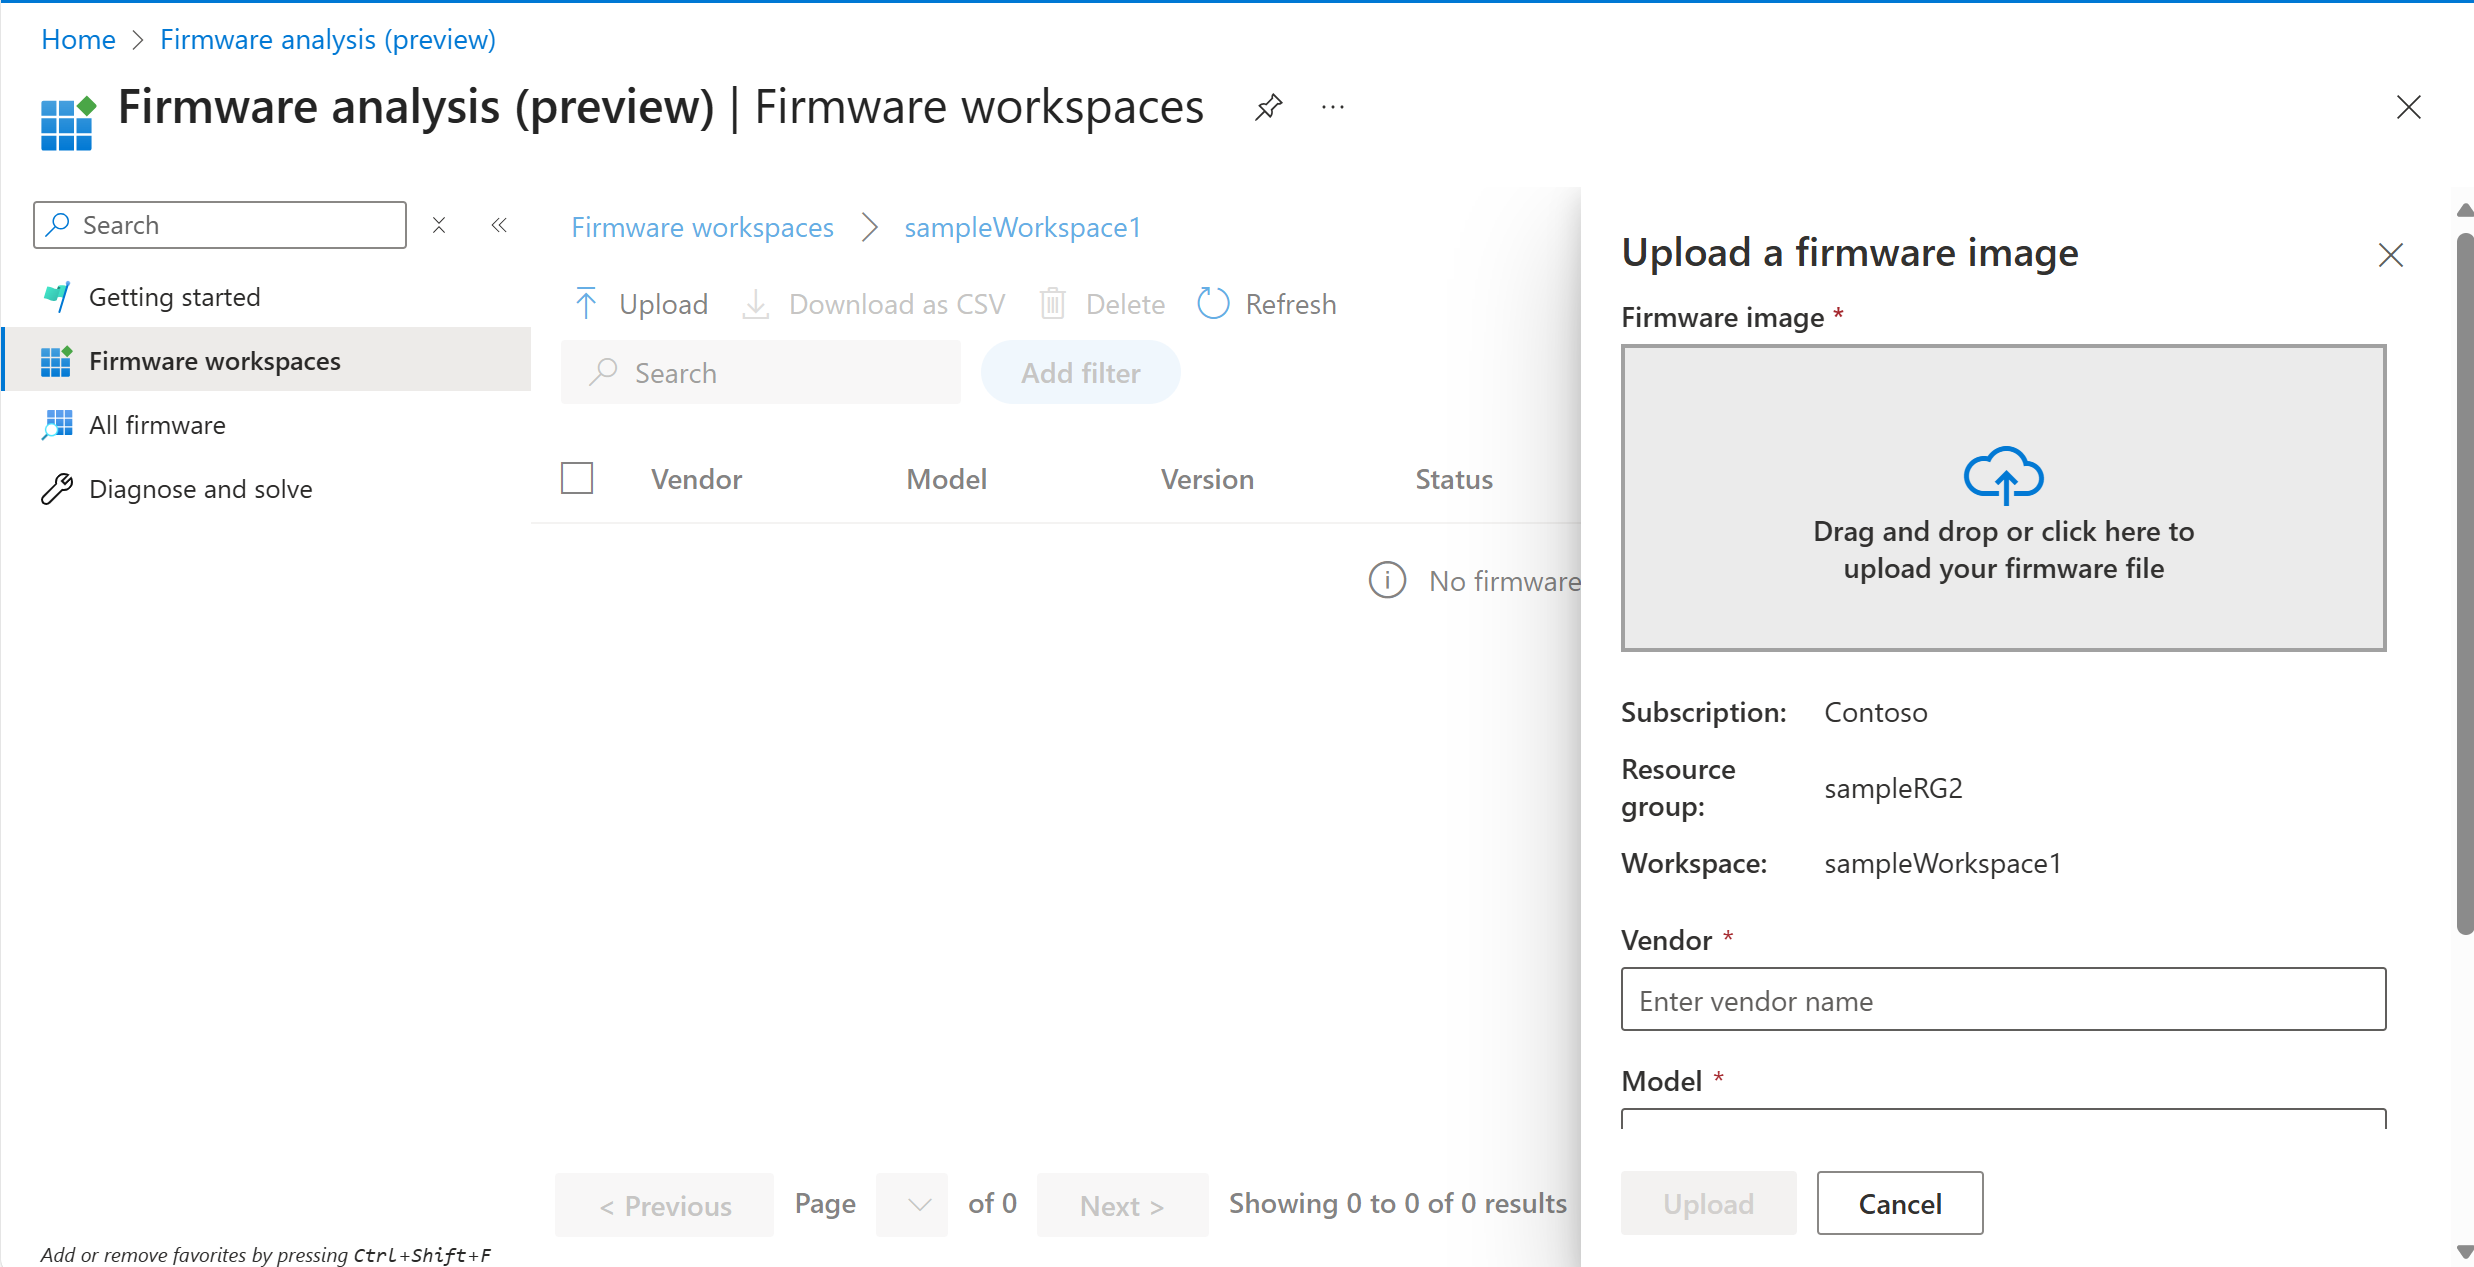 Home > Firmware analysis (preview)
Firmware analysis (preview) | Firmware workspaces
Search
Getting started
Firmware workspaces
All firmware
Diagnose and solve
Add or remove favorites by pressing Ctrl+Shift+F
Firmware workspaces > sampleWorkspace1
Upload Download as CSV Delete Refresh
Search Add filter
Vendor Model Version Status
No firmware
< Previous Page of 0 Next > Showing 0 to 0 of 0 results
Upload a firmware image
Firmware image *
Drag and drop or click here to
upload your firmware file
Subscription: Contoso
Resource
group: sampleRG2
Workspace: sampleWorkspace1
Vendor *
Enter vendor name
Model *
Upload Cancel